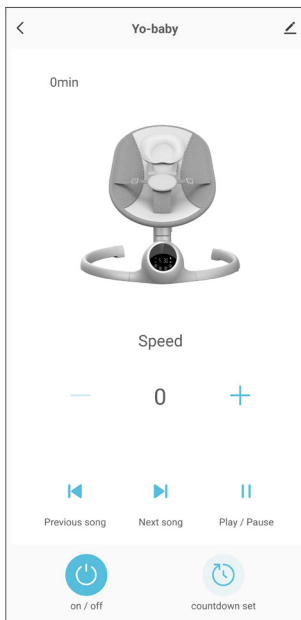 Yo-baby
0min
Speed
0
Previous song
Next song
Play / Pause
on / off
countdown set